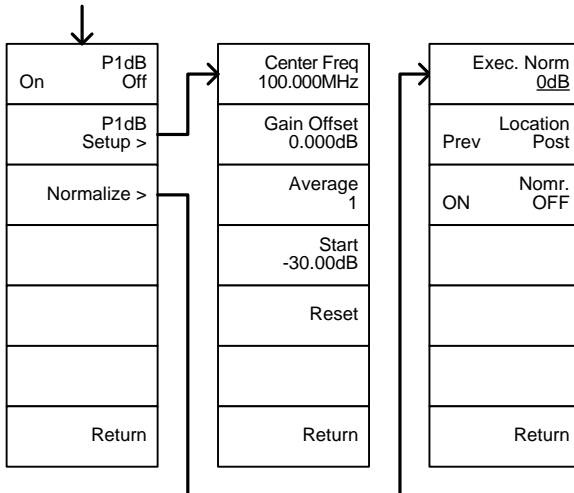 P1dB
On Off
P1dB
Setup >
Normalize >
Return
Center Freq
100.000MHz
Gain Offset
0.000dB
Average
1
Start
-30.00dB
Reset
Return
Exec. Norm
0dB
Location
Prev Post
Nomr.
ON OFF
Return